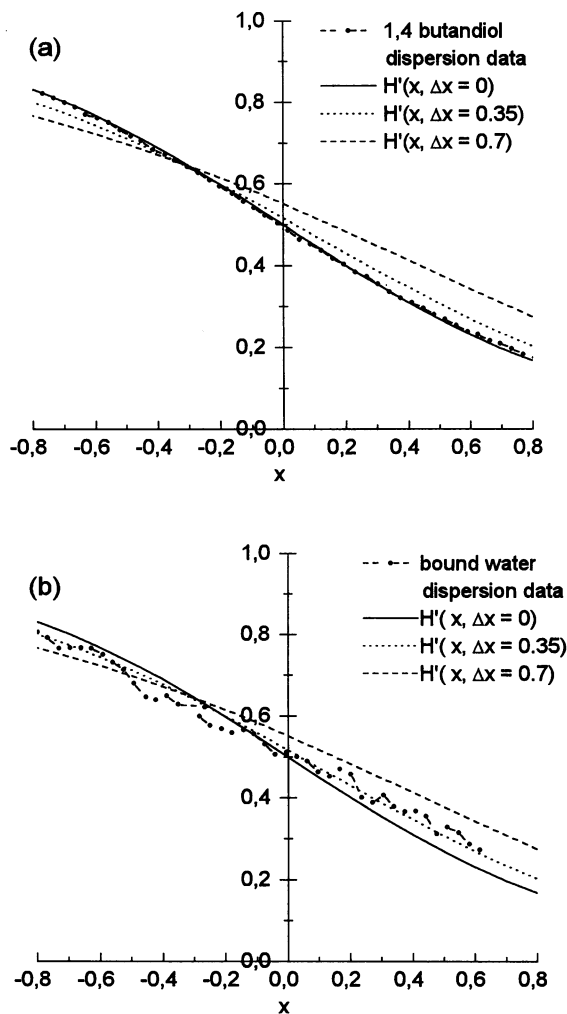 (a)
1,4 butandiol
dispersion data
H'(x, Δx = 0)
H'(x, Δx = 0.35)
H'(x, Δx = 0.7)
1,0
0,8
0,6
0,4
0,2
0,0
-0,8 -0,6 -0,4 -0,2 0,0 0,2 0,4 0,6 0,8
x
(b)
bound water
dispersion data
H'( x, Δx = 0)
H'( x, Δx = 0.35)
H'( x, Δx = 0.7)
1,0
0,8
0,6
0,4
0,2
0,0
-0,8 -0,6 -0,4 -0,2 0,0 0,2 0,4 0,6 0,8
x